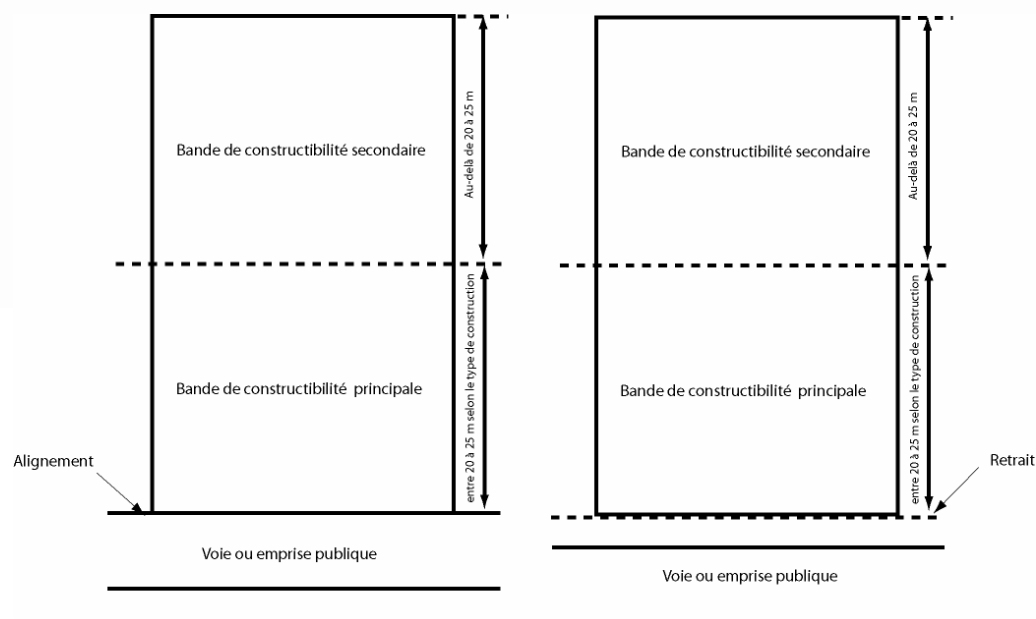 Bande de constructibilité secondaire
Au-delà de 20 à 25 m
Bande de constructibilité principale
entre 20 à 25 m selon le type de construction
Alignement
Voie ou emprise publique
Bande de constructibilité secondaire
Au-delà de 20 à 25 m
Bande de constructibilité principale
entre 20 à 25 m selon le type de construction
Retrait
Voie ou emprise publique